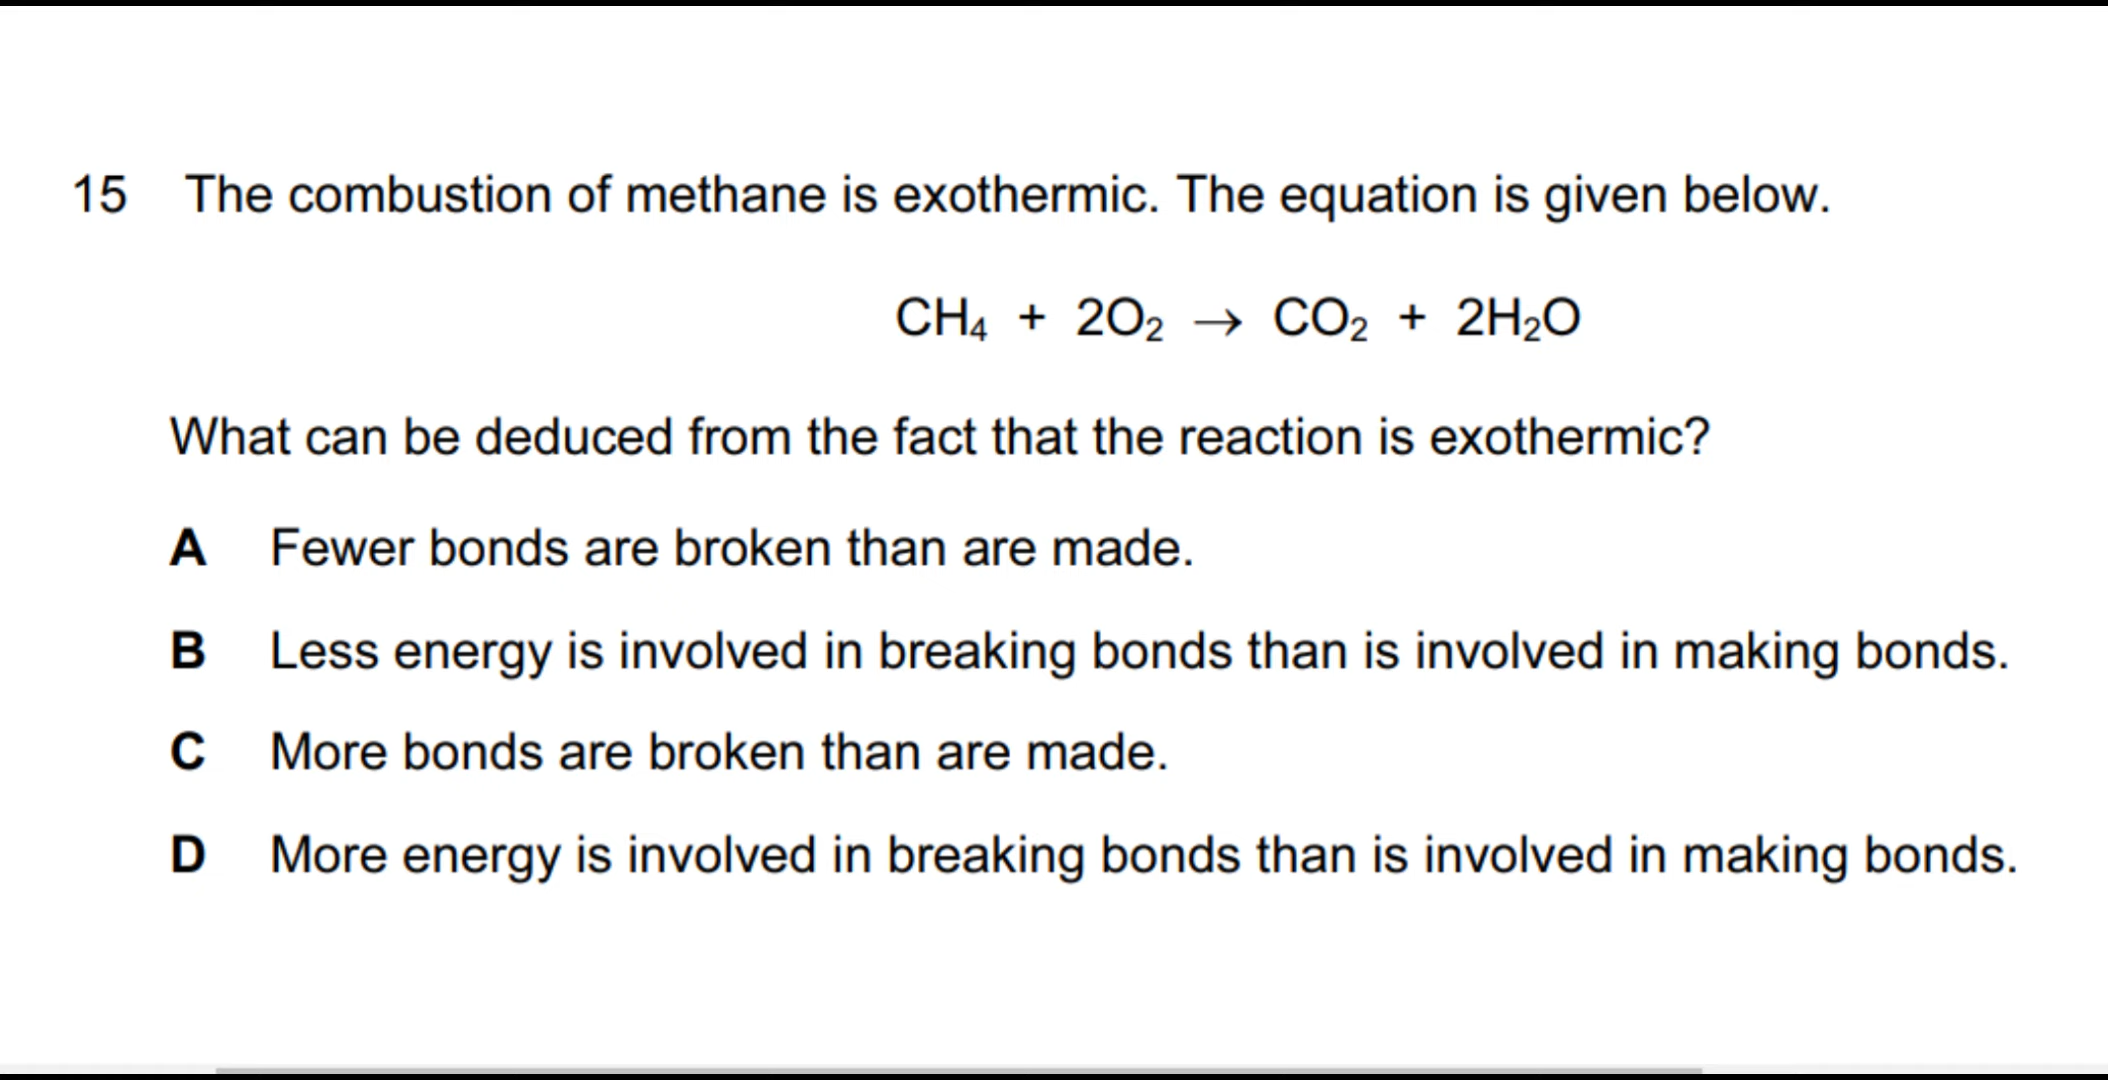 15 The combustion of methane is exothermic. The equation is given below.
CH₄ + 2O₂ → CO₂ + 2H₂O
What can be deduced from the fact that the reaction is exothermic?
A Fewer bonds are broken than are made.
B Less energy is involved in breaking bonds than is involved in making bonds.
C More bonds are broken than are made.
D More energy is involved in breaking bonds than is involved in making bonds.